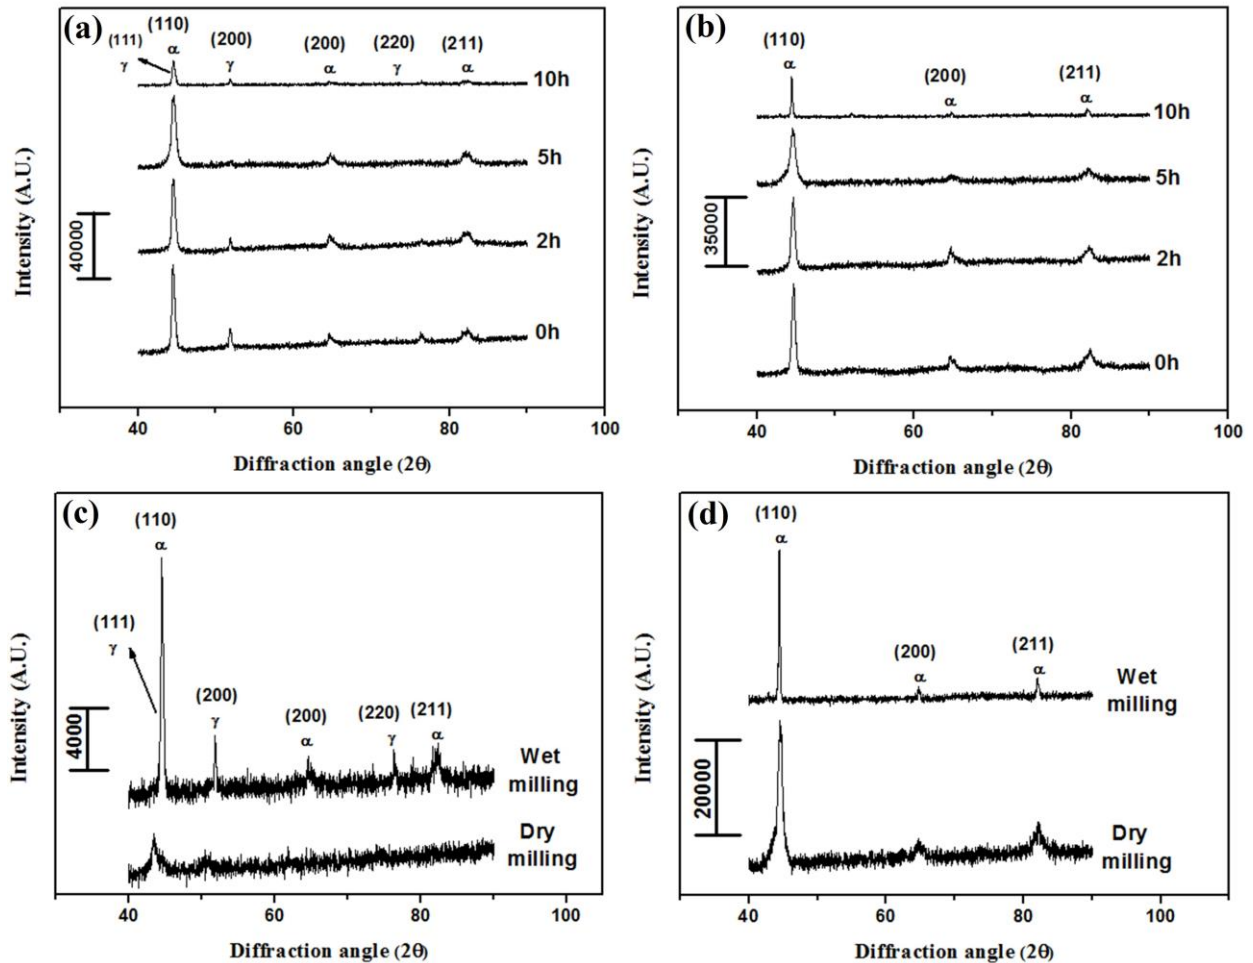 (a)
(110)
α
(111)
γ
(200)
γ
(200)
α
(220)
γ
(211)
α
10h
5h
2h
0h
40000
Intensity (A.U.)
40
60
80
100
Diffraction angle (2θ)
(b)
(110)
α
(200)
α
(211)
α
10h
5h
2h
0h
35000
Intensity (A.U.)
40
60
80
100
Diffraction angle (2θ)
(c)
(110)
α
(111)
γ
(200)
γ
(200)
α
(220)
γ
(211)
α
Wet
milling
Dry
milling
4000
Intensity (A.U.)
40
60
80
100
Diffraction angle (2θ)
(d)
(110)
α
(200)
α
(211)
α
Wet
milling
Dry
milling
20000
Intensity (A.U.)
40
60
80
100
Diffraction angle (2θ)